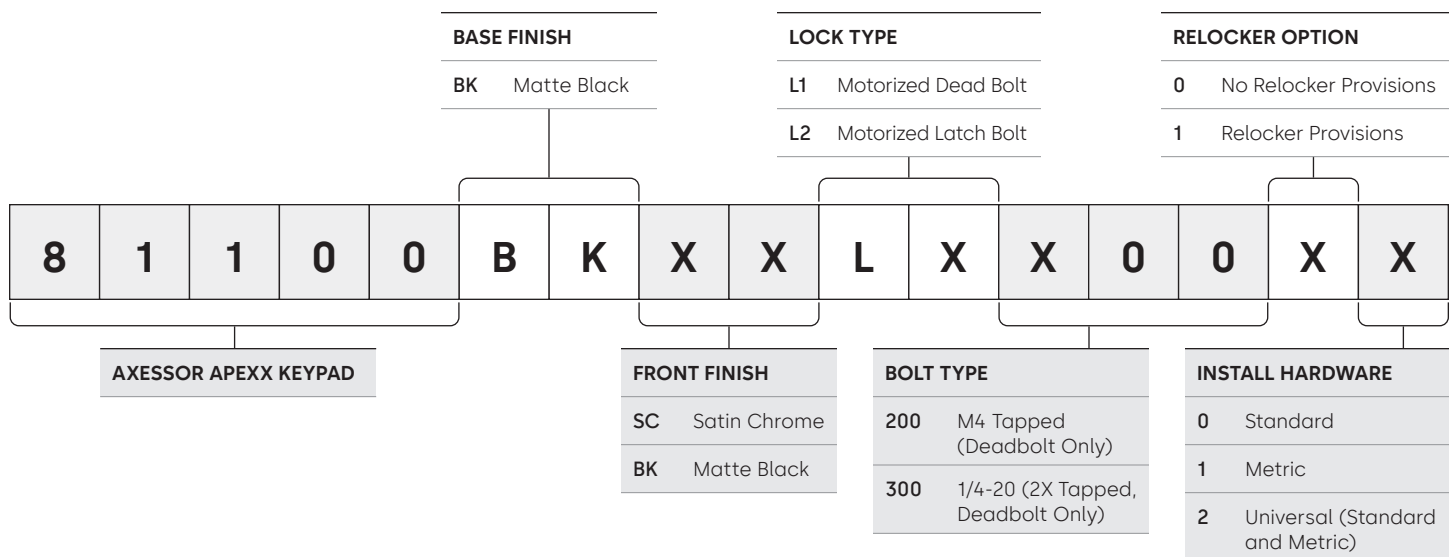 BASE FINISH
BK Matte Black
LOCK TYPE
L1 Motorized Dead Bolt
L2 Motorized Latch Bolt
RELOCKER OPTION
0 No Relocker Provisions
1 Relocker Provisions
8 1 1 0 0 B K X X L X X 0 0 X X
AXESSOR APEXX KEYPAD
FRONT FINISH
SC Satin Chrome
BK Matte Black
BOLT TYPE
200 M4 Tapped
(Deadbolt Only)
300 1/4-20 (2X Tapped,
Deadbolt Only)
INSTALL HARDWARE
0 Standard
1 Metric
2 Universal (Standard
and Metric)